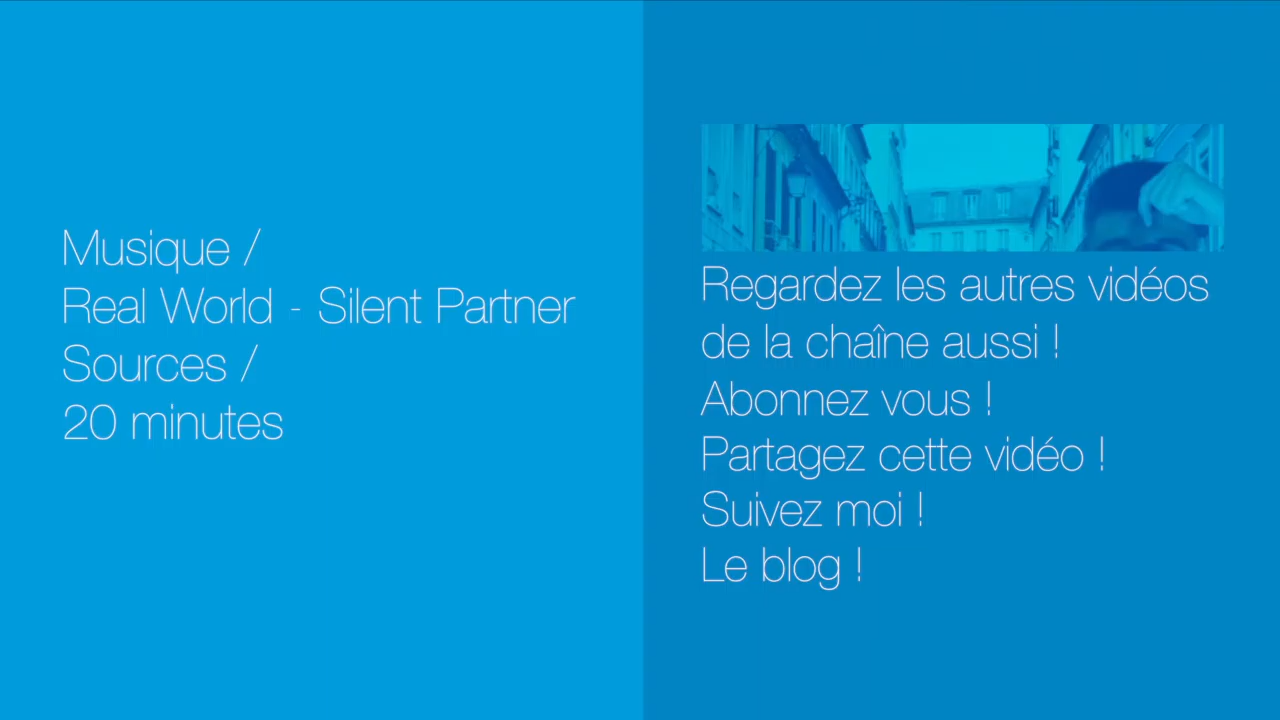 Musique /
Real World - Silent Partner
Sources /
20 minutes
Regardez les autres vidéos
de la chaîne aussi !
Abonnez vous !
Partagez cette vidéo !
Suivez moi !
Le blog !